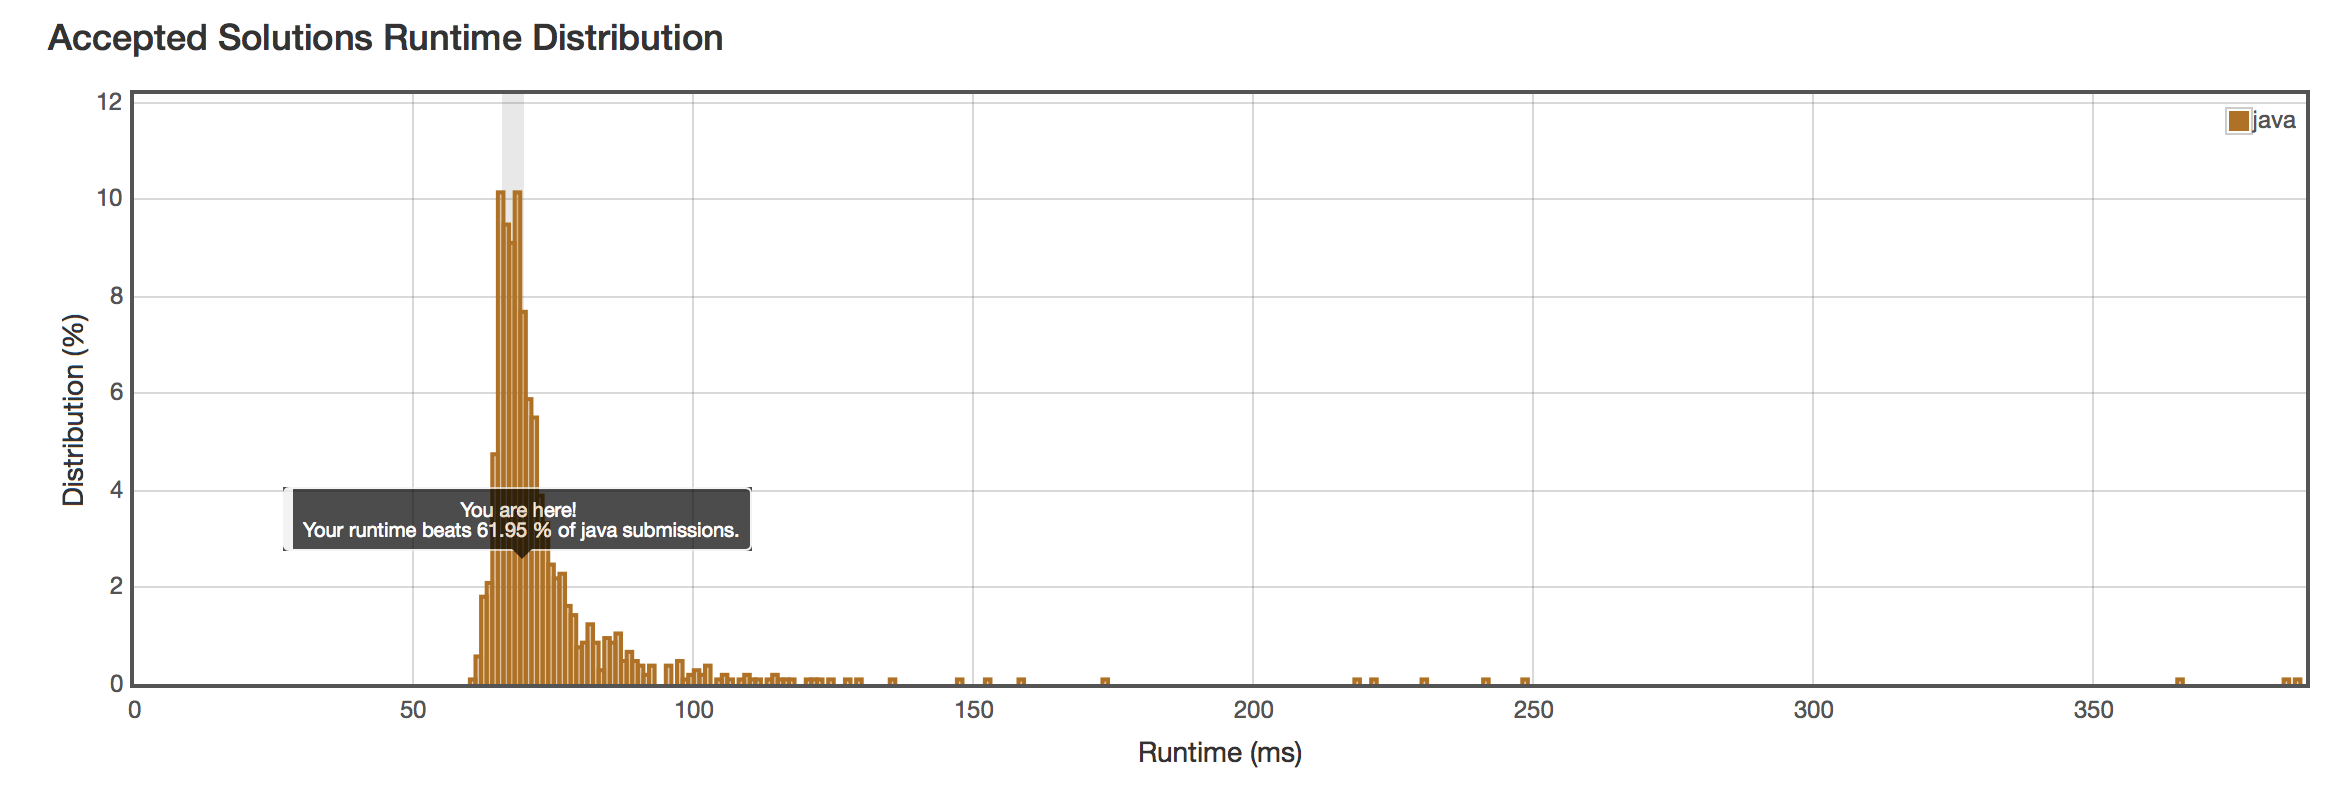 Accepted Solutions Runtime Distribution
12
10
8
6
4
2
0
Distribution (%)
java
You are here!
Your runtime beats 61.95 % of java submissions.
0 50 100 150 200 250 300 350
Runtime (ms)